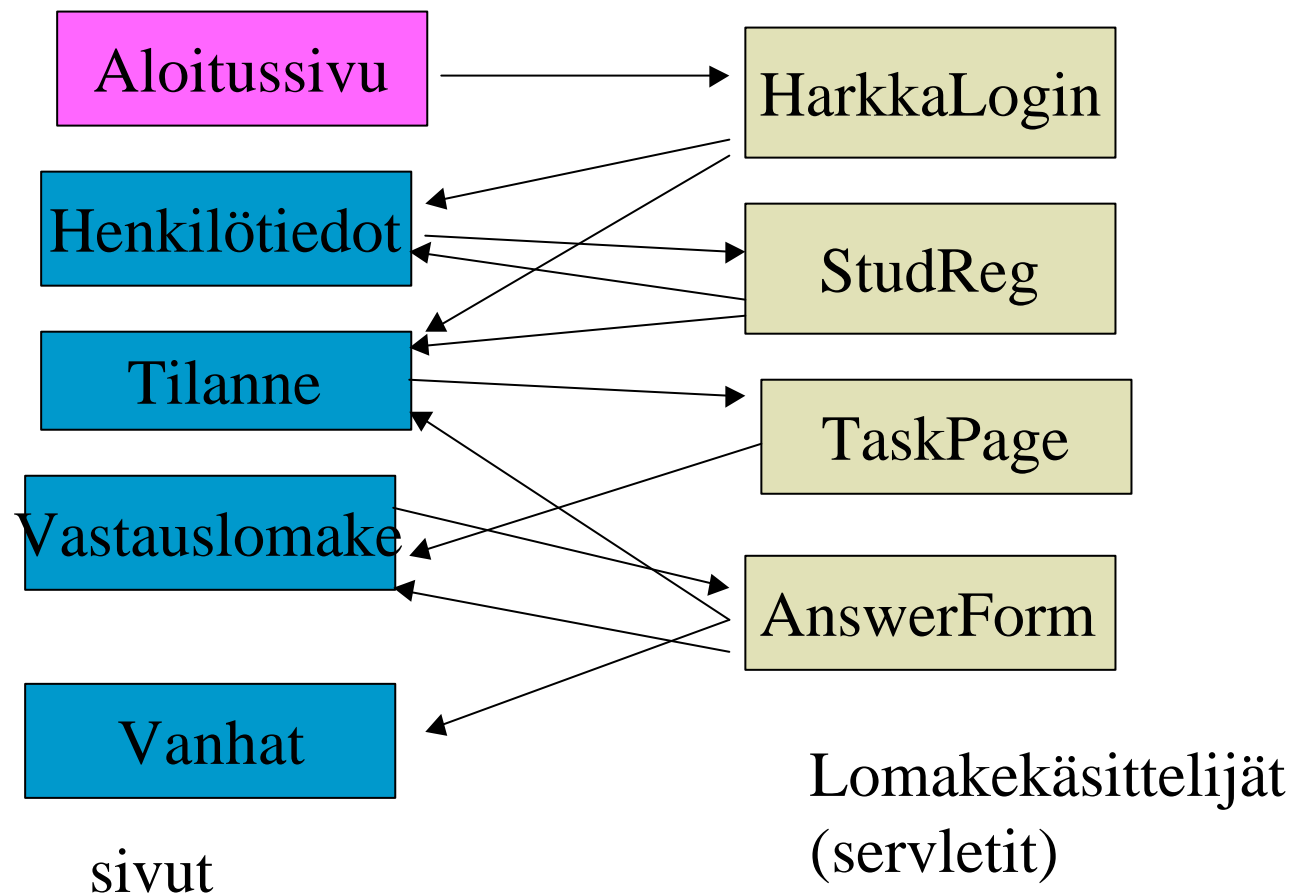 Aloitussivu
Henkilötiedot
Tilanne
Vastauslomake
Vanhat
sivut
HarkkaLogin
StudReg
TaskPage
AnswerForm
Lomakekäsittelijät
(servletit)